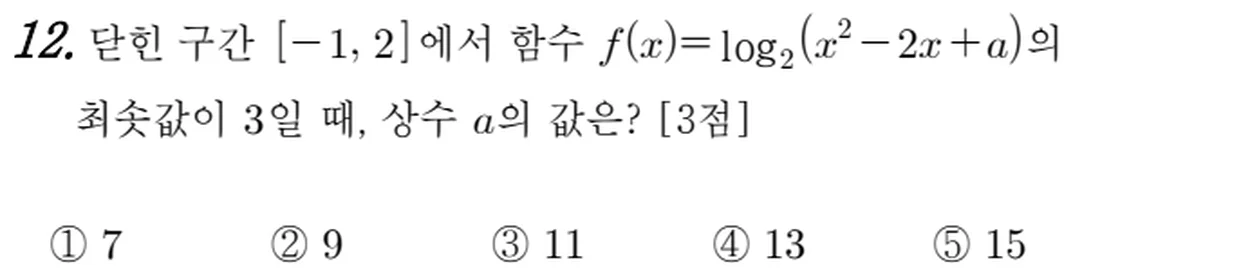 12. 닫힌 구간 [-1, 2]에서 함수 f(x)=log₂(x²-2x+a)의
최솟값이 3일 때, 상수 a의 값은? [3점]
① 7 ② 9 ③ 11 ④ 13 ⑤ 15